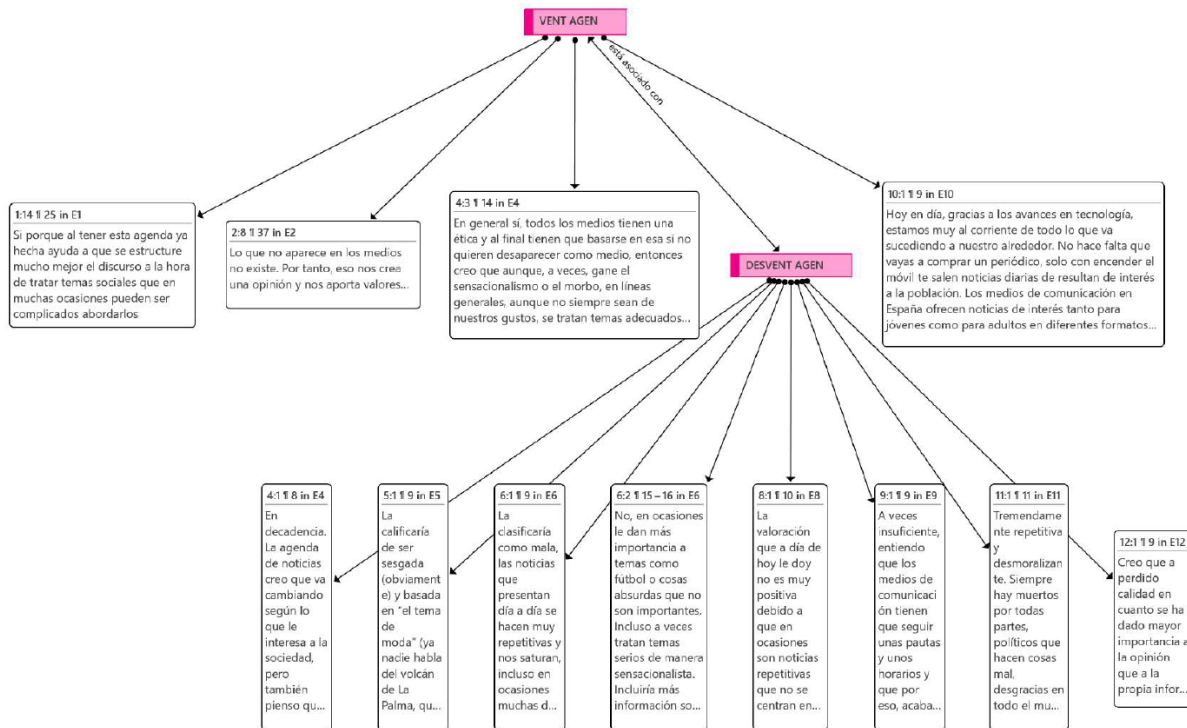 VENT AGEN
está asociado con
1:14 ¶ 25 in E1
Si porque al tener esta agenda ya
hecha ayuda a que se estructure
mucho mejor el discurso a la hora
de tratar temas sociales que en
muchas ocasiones pueden ser
complicados abordarlos
2:8 ¶ 37 in E2
Lo que no aparece en los medios
no existe. Por tanto, eso nos crea
una opinión y nos aporta valores...
4:3 ¶ 14 in E4
En general sí, todos los medios tienen una
ética y al final tienen que basarse en esa si no
quieren desaparecer como medio, entonces
creo que aunque, a veces, gane el
sensacionalismo o el morbo, en líneas
generales, aunque no siempre sean de
nuestros gustos, se tratan temas adecuados...
10:1 ¶ 9 in E10
Hoy en día, gracias a los avances en tecnología,
estamos muy al corriente de todo lo que va
sucediendo a nuestro alrededor. No hace falta que
vayas a comprar un periódico, solo con encender el
móvil te salen noticias diarias de resultan de interés
a la población. Los medios de comunicación en
España ofrecen noticias de interés tanto para
jóvenes como para adultos en diferentes formatos...
DESVENT AGEN
4:1 ¶ 8 in E4
En
decadencia.
La agenda
de noticias
creo que va
cambiando
según lo
que le
interesa a la
sociedad,
pero
también
pienso qu...
5:1 ¶ 9 in E5
La
calificaría
de ser
sesgada
(obviament
e) y basada
en "el tema
de
moda" (ya
nadie habla
del volcán
de La
Palma, qu...
6:1 ¶ 9 in E6
La
clasificaría
como mala,
las noticias
que
presentan
día a día se
hacen muy
repetitivas y
nos saturan,
incluso en
ocasiones
muchas d...
6:2 ¶ 15 – 16 in E6
No, en ocasiones
le dan más
importancia a
temas como
fútbol o cosas
absurdas que no
son importantes.
Incluso a veces
tratan temas
serios de manera
sensacionalista.
Incluiría más
información so...
8:1 ¶ 10 in E8
La
valoración
que a día de
hoy le doy
no es muy
positiva
debido a
que en
ocasiones
son noticias
repetitivas
que no se
centran en...
9:1 ¶ 9 in E9
A veces
insuficiente,
entiendo
que los
medios de
comunicaci
ón tienen
que seguir
unas pautas
y unos
horarios y
que por
eso, acaba...
11:1 ¶ 11 in E11
Tremendame
nte repetitiva
y
desmoralizan
te. Siempre
hay muertos
por todas
partes,
políticos que
hacen cosas
mal,
desgracias en
todo el mu...
12:1 ¶ 9 in E12
Creo que a
perdido
calidad en
cuanto se ha
dado mayor
importancia a
la opinión
que a la
propia infor...